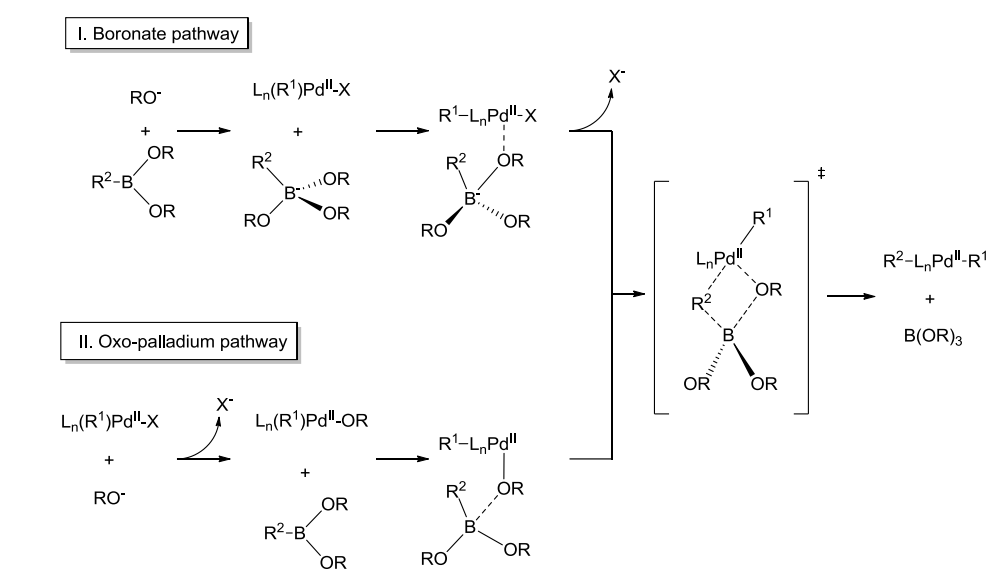 I. Boronate pathway
RO⁻
+
R²-B
OR
OR
Lₙ(R¹)Pdᴵᴵ-X
+
R²
B⁻
OR
OR
RO
R¹–LₙPdᴵᴵ-X
R²
OR
B⁻
RO
OR
X⁻
‡
R¹
LₙPdᴵᴵ
R²
OR
B
OR
OR
R²-LₙPdᴵᴵ-R¹
+
B(OR)₃
II. Oxo-palladium pathway
Lₙ(R¹)Pdᴵᴵ-X
+
RO⁻
X⁻
Lₙ(R¹)Pdᴵᴵ-OR
+
R²-B
OR
OR
R¹–LₙPdᴵᴵ
R²
OR
B
RO
OR